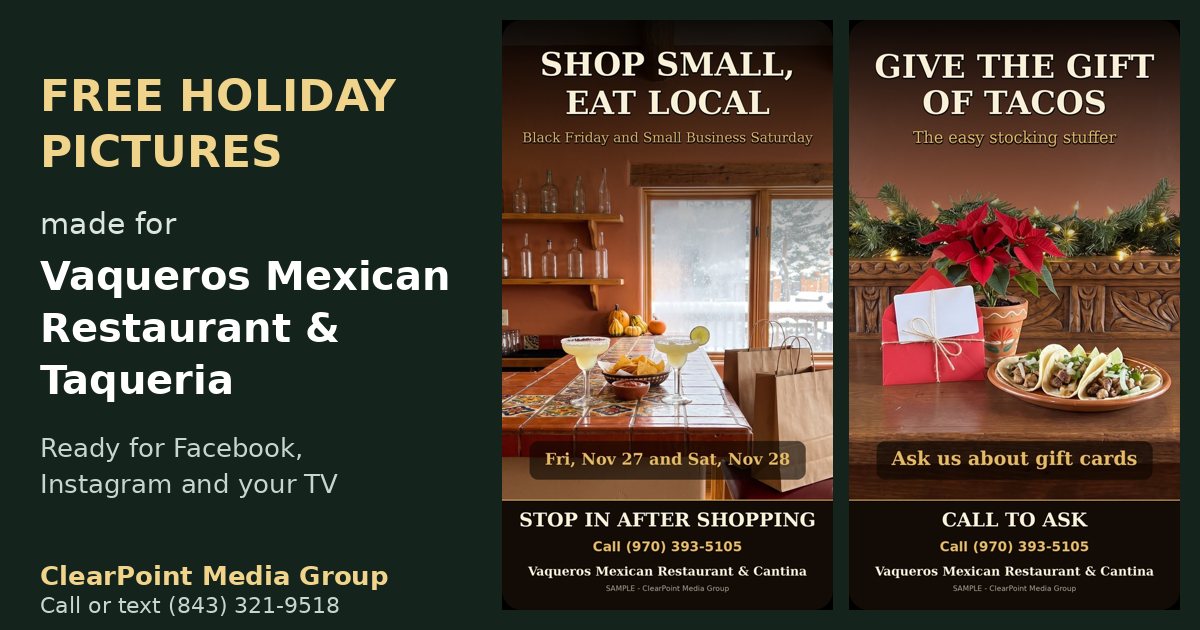 FREE HOLIDAY
PICTURES
made for
Vaqueros Mexican
Restaurant &
Taqueria
Ready for Facebook,
Instagram and your TV
ClearPoint Media Group
Call or text (843) 321-9518
SHOP SMALL,
EAT LOCAL
Black Friday and Small Business Saturday
Fri, Nov 27 and Sat, Nov 28
STOP IN AFTER SHOPPING
Call (970) 393-5105
Vaqueros Mexican Restaurant & Cantina
SAMPLE - ClearPoint Media Group
GIVE THE GIFT
OF TACOS
The easy stocking stuffer
Ask us about gift cards
CALL TO ASK
Call (970) 393-5105
Vaqueros Mexican Restaurant & Cantina
SAMPLE - ClearPoint Media Group